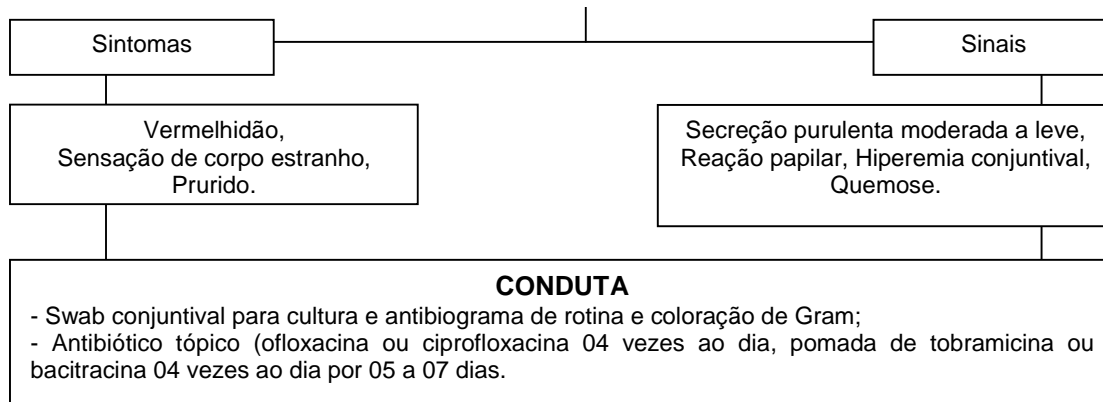 Sintomas
Sinais
Vermelhidão,
Sensação de corpo estranho,
Prurido.
Secreção purulenta moderada a leve,
Reação papilar, Hiperemia conjuntival,
Quemose.
CONDUTA
- Swab conjuntival para cultura e antibiograma de rotina e coloração de Gram;
- Antibiótico tópico (ofloxacina ou ciprofloxacina 04 vezes ao dia, pomada de tobramicina ou
bacitracina 04 vezes ao dia por 05 a 07 dias.